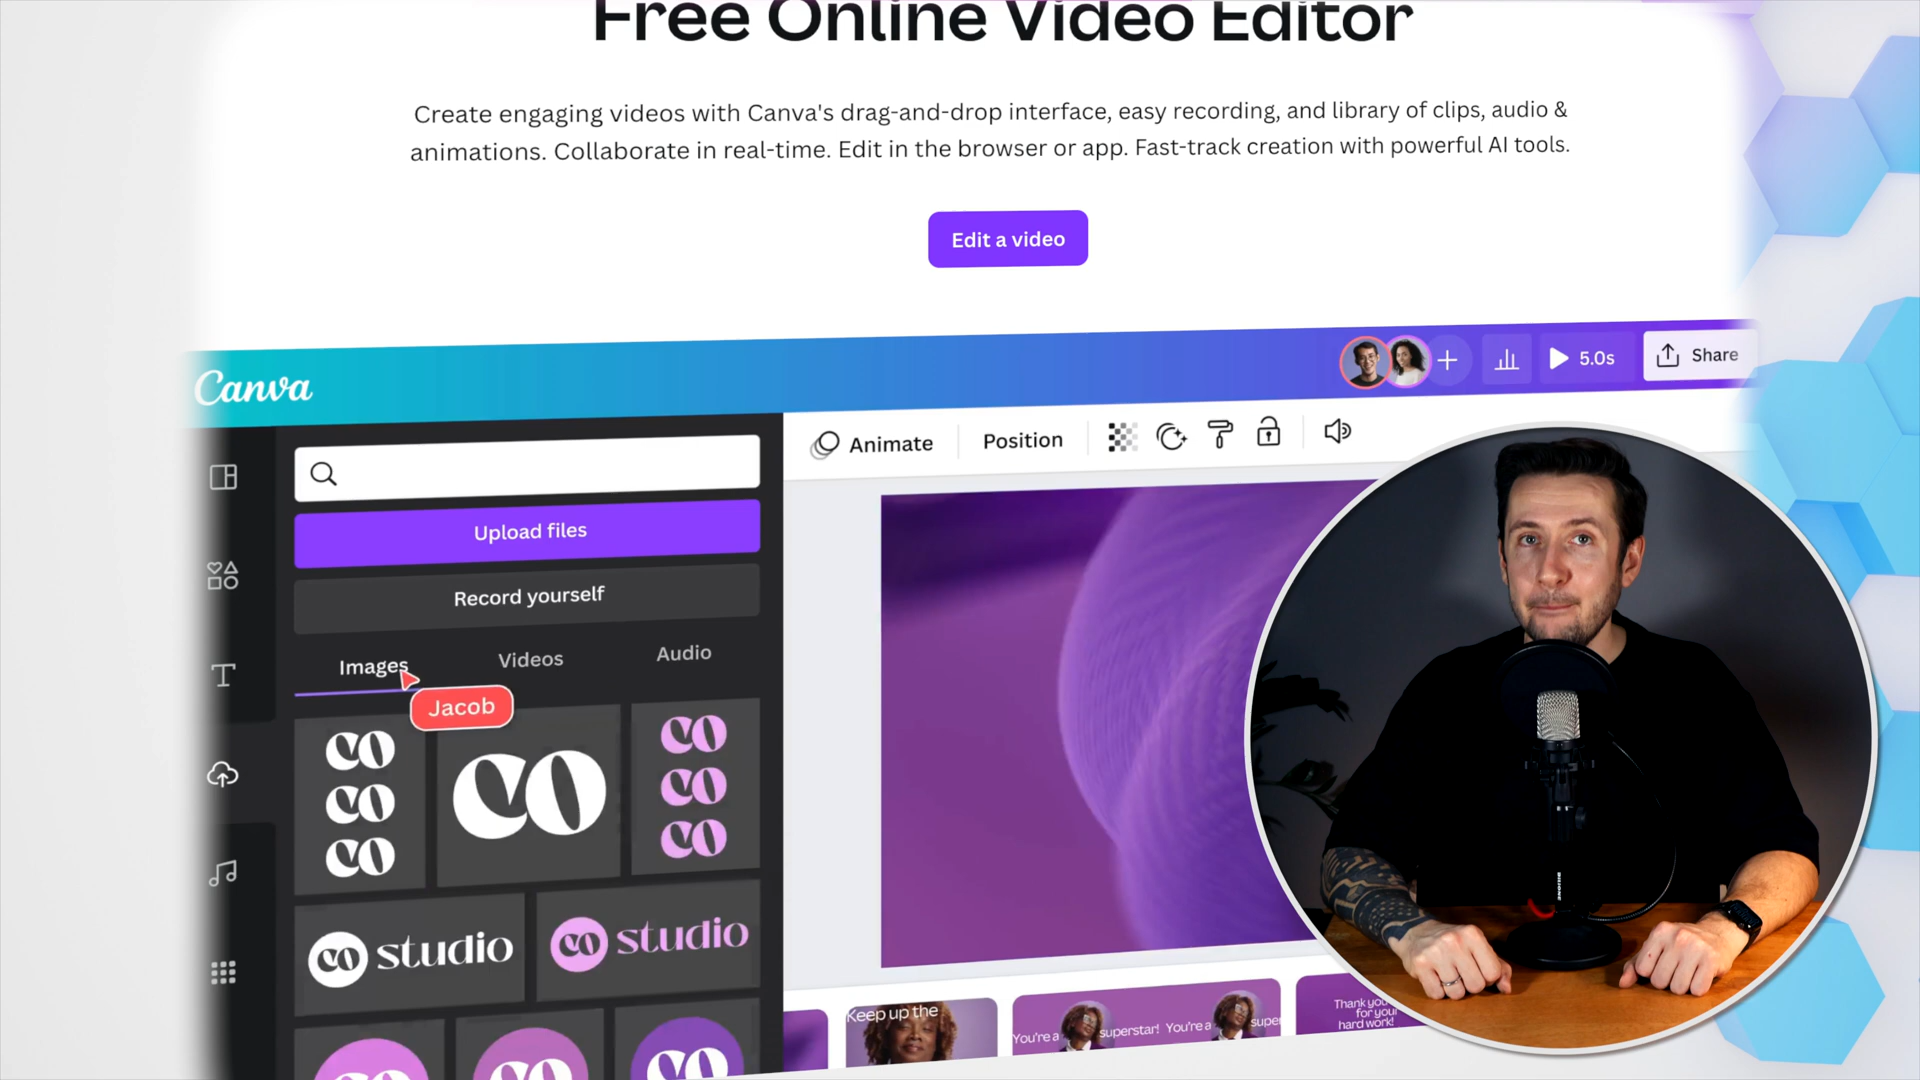 Free Online Video Editor
Create engaging videos with Canva's drag-and-drop interface, easy recording, and library of clips, audio &
animations. Collaborate in real-time. Edit in the browser or app. Fast-track creation with powerful AI tools.
Edit a video
Canva
5.0s
Share
Animate
Position
Upload files
Record yourself
Images
Videos
Audio
Jacob
co
co
co
co
co
co
co
co studio
co studio
Keep up the
You're a superstar! You're a super
Thank you
for your
hard work!
co
co
co